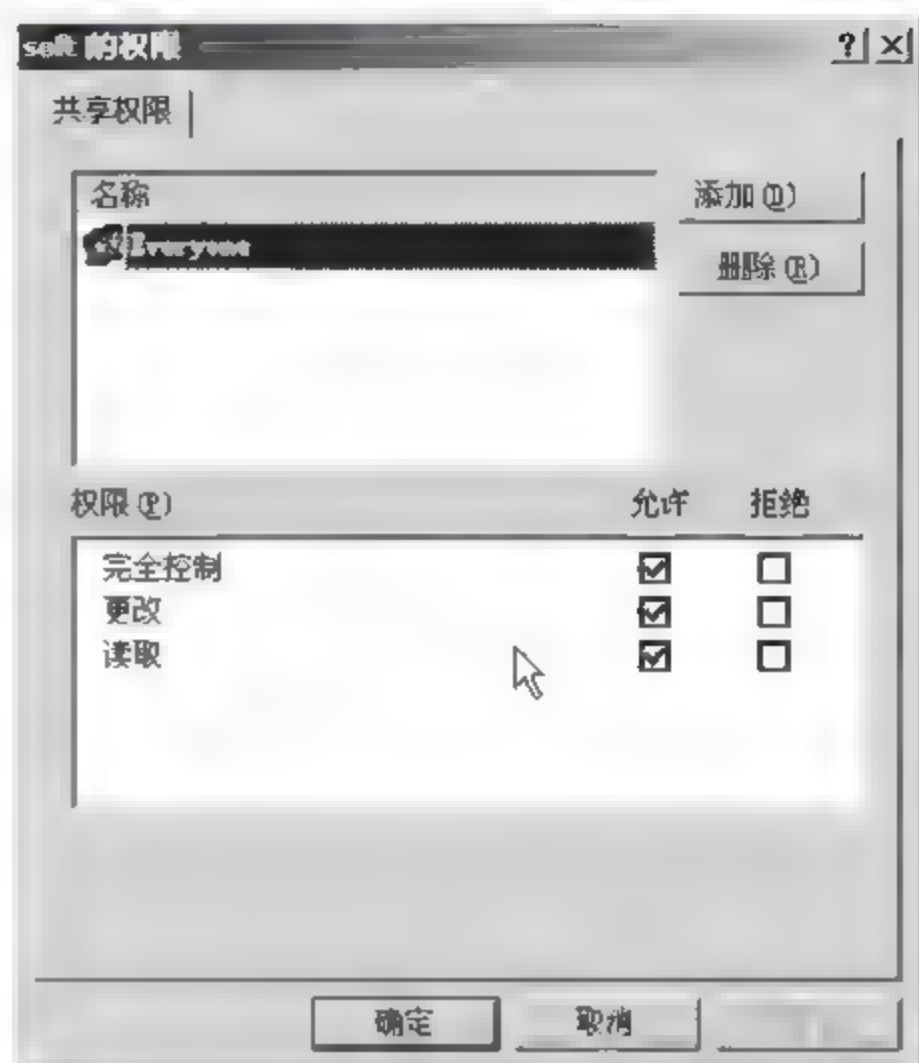 soft 的权限
共享权限
名称 添加(D)
Everyone 删除(R)
权限(P) 允许 拒绝
完全控制
更改
读取
确定 取消